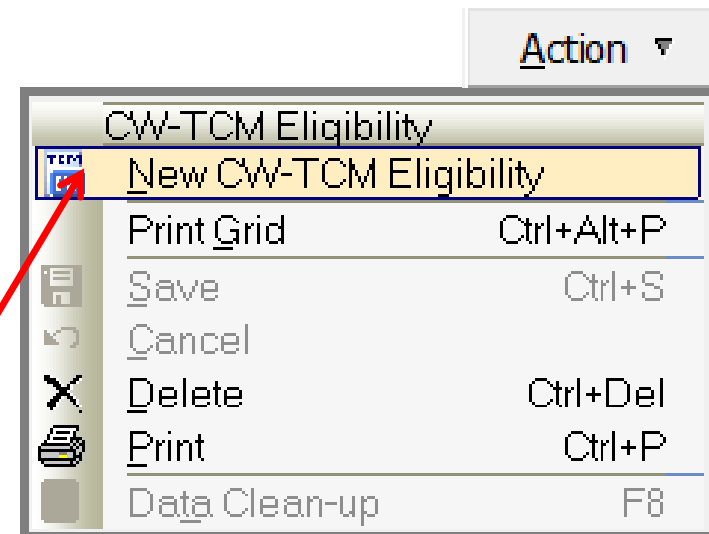 Action
CW-TCM Eligibility
TCM
New CW-TCM Eligibility
Print Grid Ctrl+Alt+P
Save Ctrl+S
Cancel
Delete Ctrl+Del
Print Ctrl+P
Data Clean-up F8